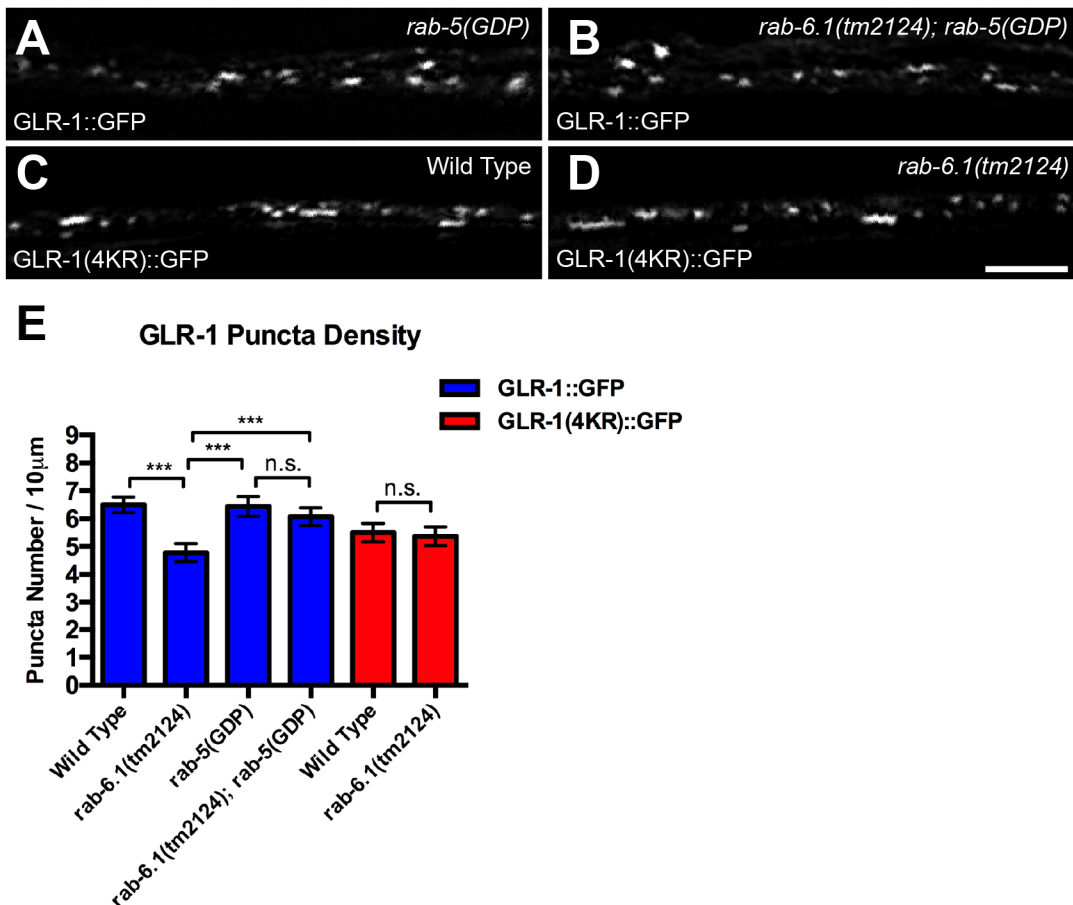 A
rab-5(GDP)
GLR-1::GFP
B
rab-6.1(tm2124); rab-5(GDP)
GLR-1::GFP
C
Wild Type
GLR-1(4KR)::GFP
D
rab-6.1(tm2124)
GLR-1(4KR)::GFP
E
GLR-1 Puncta Density
GLR-1::GFP
GLR-1(4KR)::GFP
Puncta Number / 10μm
9
8
7
6
5
4
3
2
1
0
***
***
***
n.s.
n.s.
Wild Type
rab-6.1(tm2124)
rab-5(GDP)
rab-6.1(tm2124); rab-5(GDP)
Wild Type
rab-6.1(tm2124)